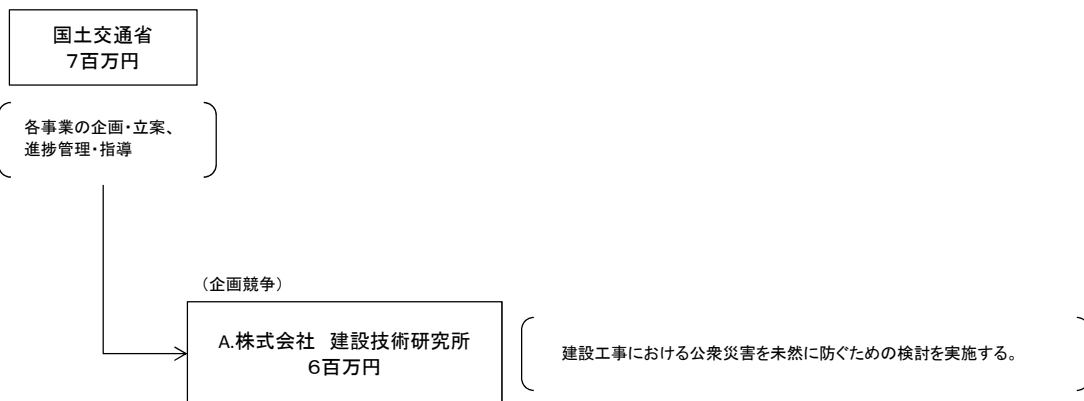 国土交通省
7百万円
各事業の企画・立案、
進捗管理・指導
（企画競争）
A.株式会社　建設技術研究所
6百万円
建設工事における公衆災害を未然に防ぐための検討を実施する。